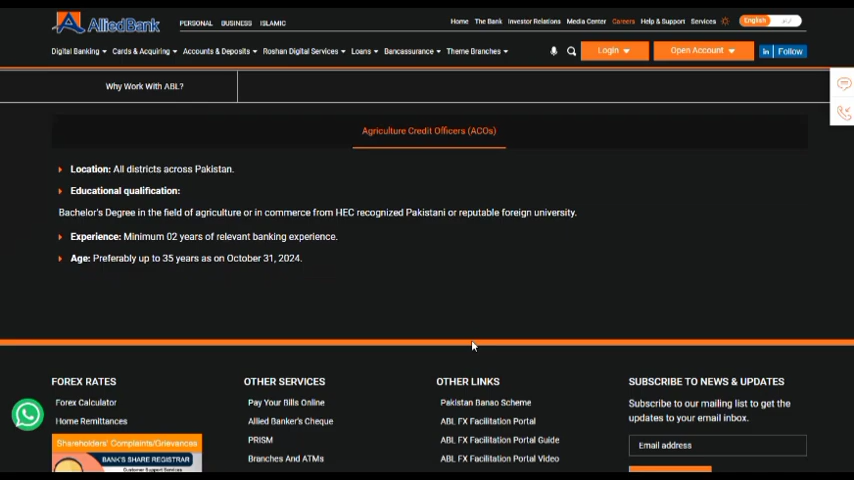 AlliedBank
PERSONAL BUSINESS ISLAMIC
Home The Bank Investor Relations Media Center Careers Help & Support Services English اردو
Digital Banking Cards & Acquiring Accounts & Deposits Roshan Digital Services Loans Bancassurance Theme Branches Login Open Account in Follow
Why Work With ABL?
Agriculture Credit Officers (ACOs)
Location: All districts across Pakistan.
Educational qualification:
Bachelor's Degree in the field of agriculture or in commerce from HEC recognized Pakistani or reputable foreign university.
Experience: Minimum 02 years of relevant banking experience.
Age: Preferably up to 35 years as on October 31, 2024.
FOREX RATES OTHER SERVICES OTHER LINKS SUBSCRIBE TO NEWS & UPDATES
Forex Calculator Pay Your Bills Online Pakistan Banao Scheme Subscribe to our mailing list to get the
Home Remittances Allied Banker's Cheque ABL FX Facilitation Portal updates to your email inbox.
Shareholders' Complaints/Grievances PRISM ABL FX Facilitation Portal Guide Email address
BANK'S SHARE REGISTRAR Branches And ATMs ABL FX Facilitation Portal Video
Customer Support Services